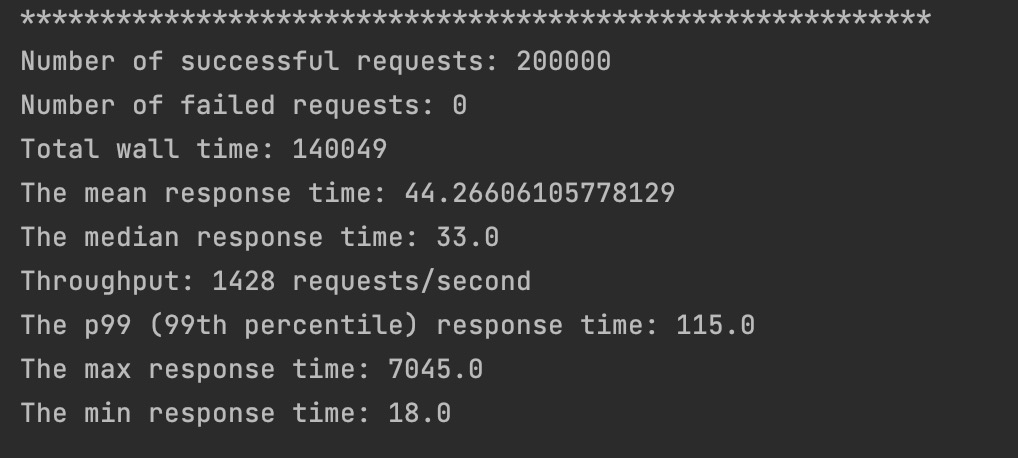 *********************************************************
Number of successful requests: 200000
Number of failed requests: 0
Total wall time: 140049
The mean response time: 44.26606105778129
The median response time: 33.0
Throughput: 1428 requests/second
The p99 (99th percentile) response time: 115.0
The max response time: 7045.0
The min response time: 18.0